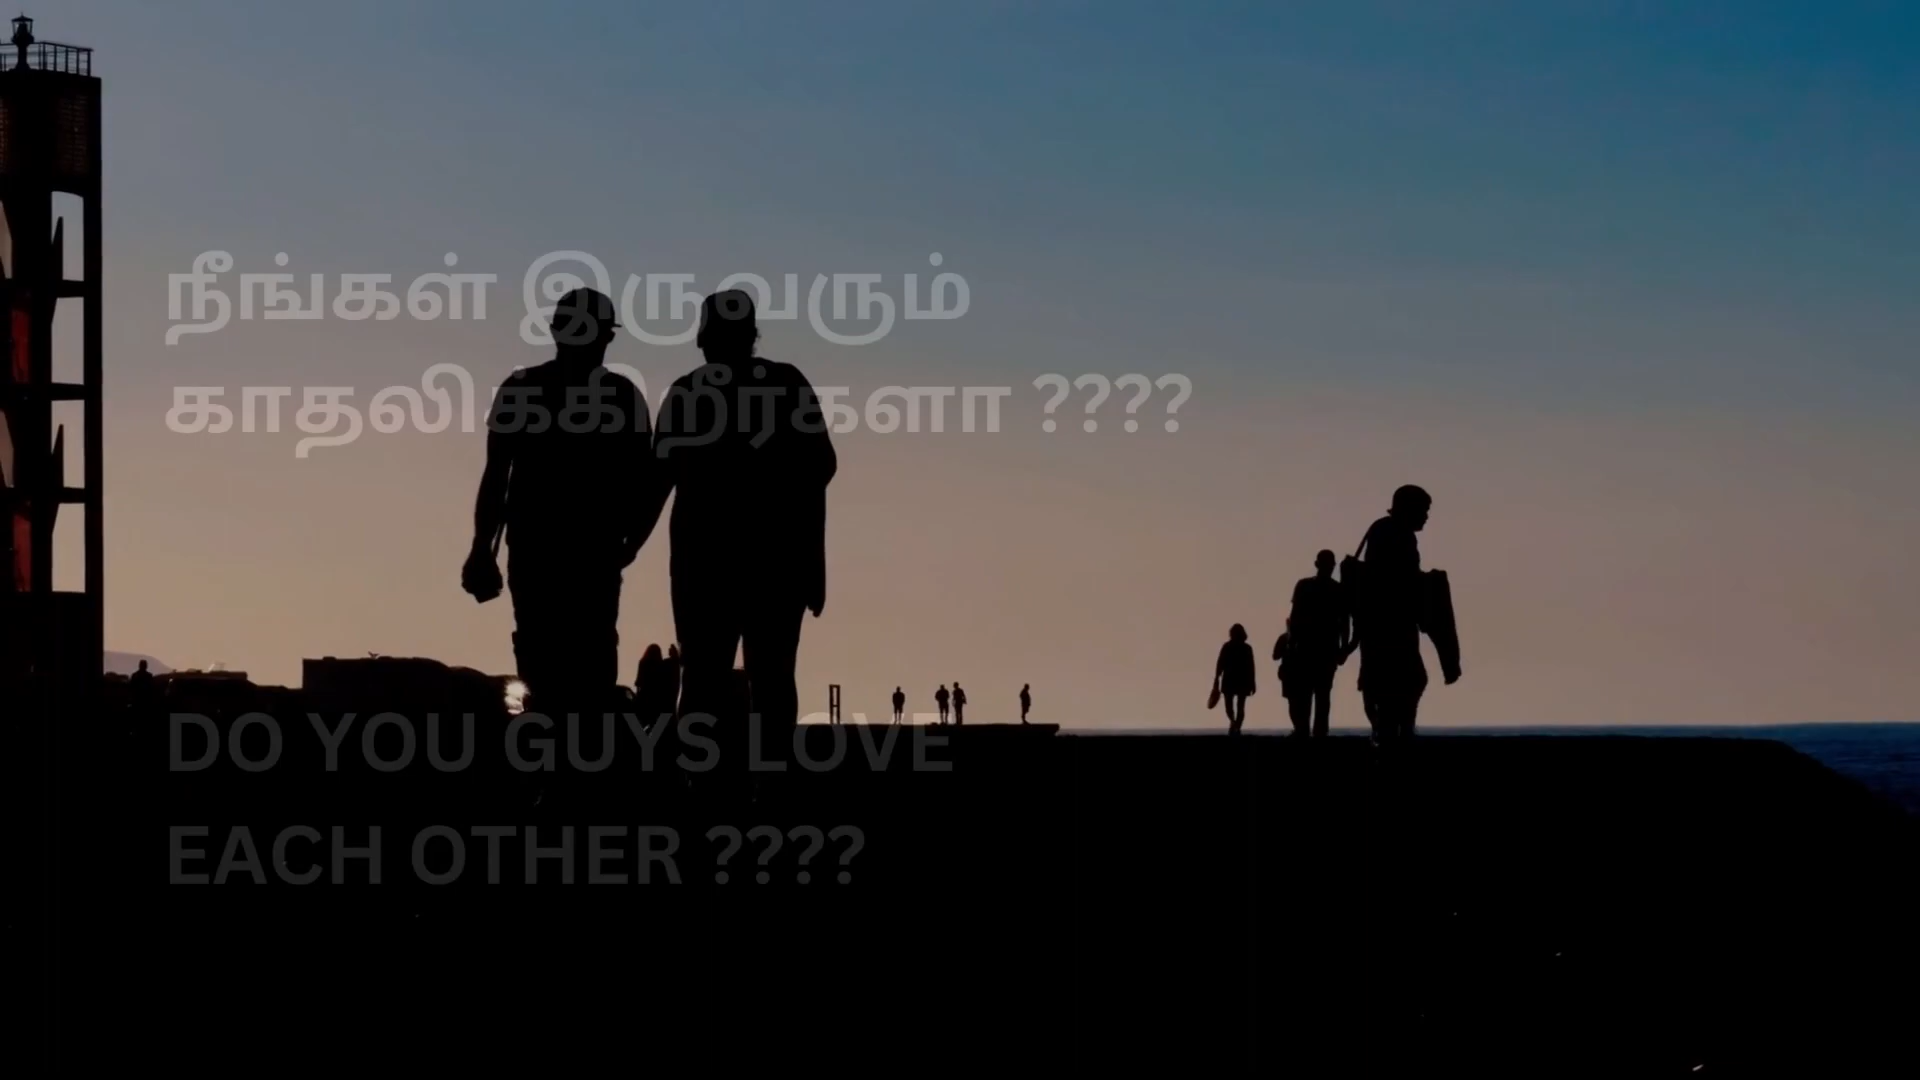 நீங்கள் இருவரும்
காதலிக்கிறீர்களா ????
DO YOU GUYS LOVE
EACH OTHER ????